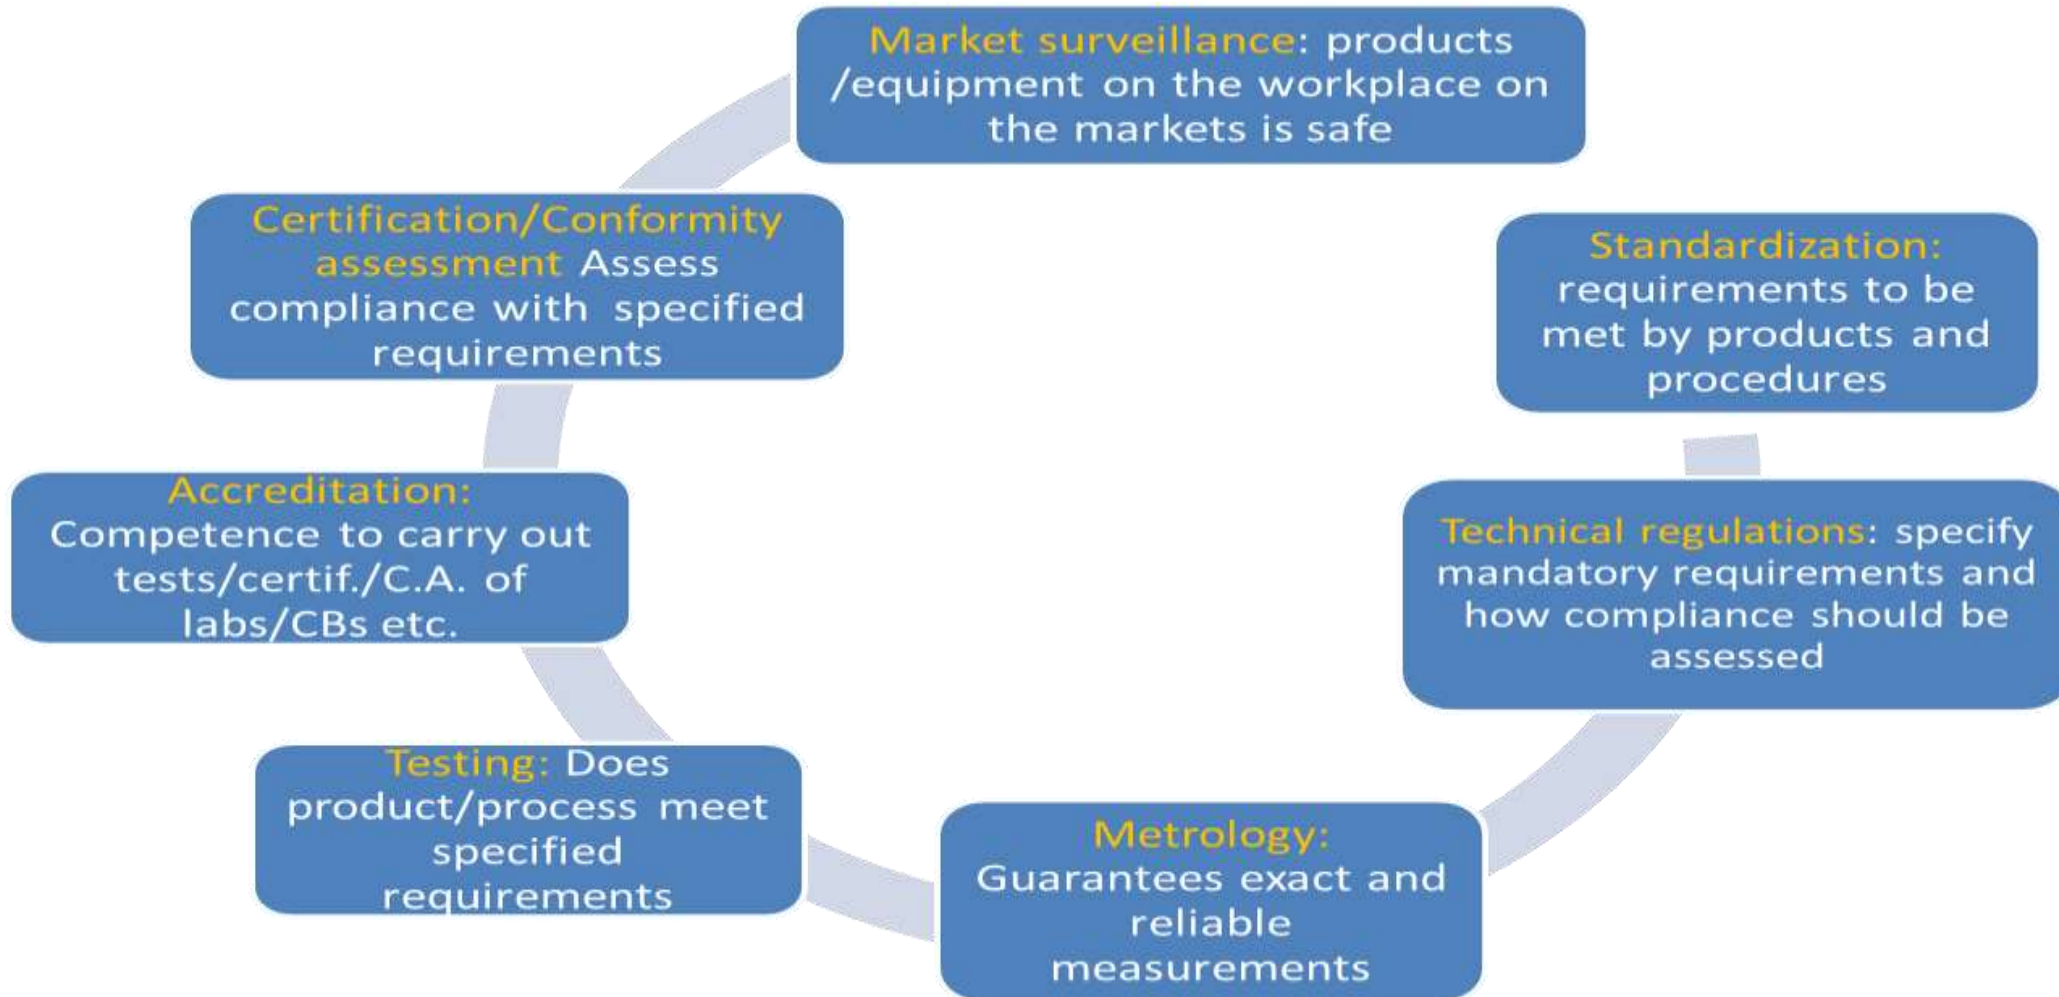 Market surveillance: products
/equipment on the workplace on
the markets is safe
Standardization:
requirements to be
met by products and
procedures
Technical regulations: specify
mandatory requirements and
how compliance should be
assessed
Metrology:
Guarantees exact and
reliable
measurements
Testing: Does
product/process meet
specified
requirements
Accreditation:
Competence to carry out
tests/certif./C.A. of
labs/CBs etc.
Certification/Conformity
assessment Assess
compliance with specified
requirements